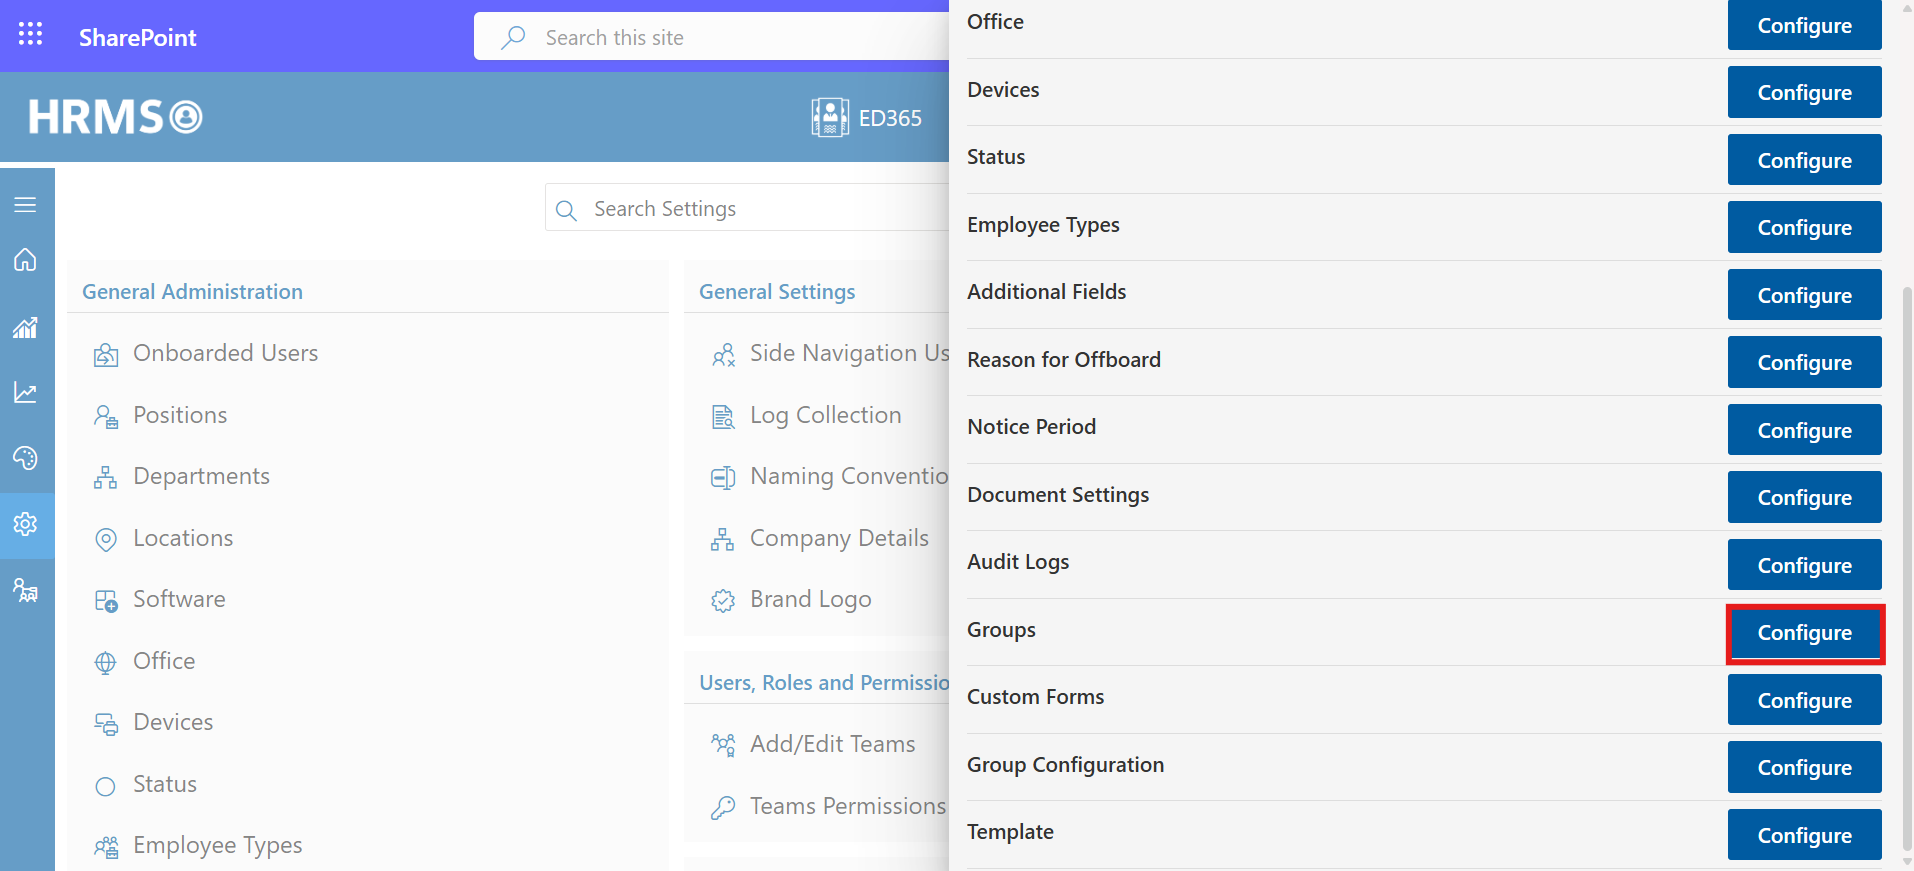 SharePoint
Search this site
HRMS
ED365
Search Settings
General Administration
Onboarded Users
Positions
Departments
Locations
Software
Office
Devices
Status
Employee Types
General Settings
Side Navigation Us
Log Collection
Naming Conventio
Company Details
Brand Logo
Users, Roles and Permissio
Add/Edit Teams
Teams Permissions
Office Configure
Devices Configure
Status Configure
Employee Types Configure
Additional Fields Configure
Reason for Offboard Configure
Notice Period Configure
Document Settings Configure
Audit Logs Configure
Groups Configure
Custom Forms Configure
Group Configuration Configure
Template Configure